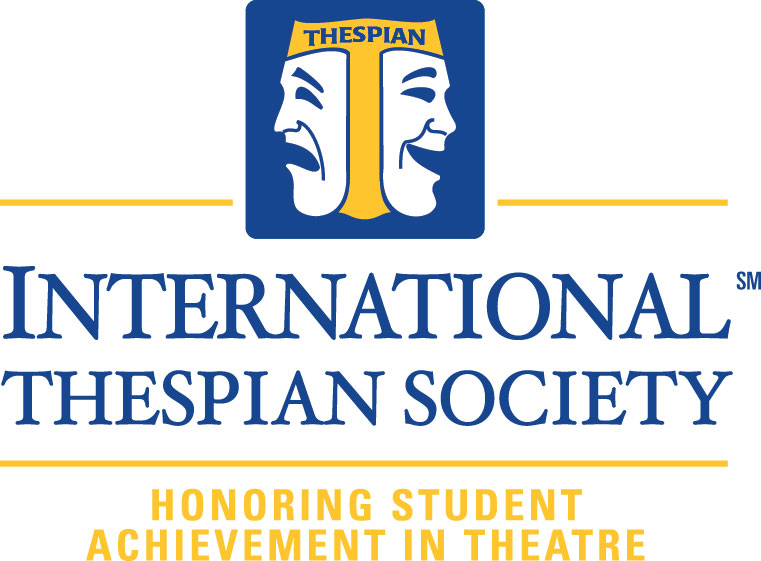 THESPIAN
INTERNATIONAL SM
THESPIAN SOCIETY
HONORING STUDENT
ACHIEVEMENT IN THEATRE